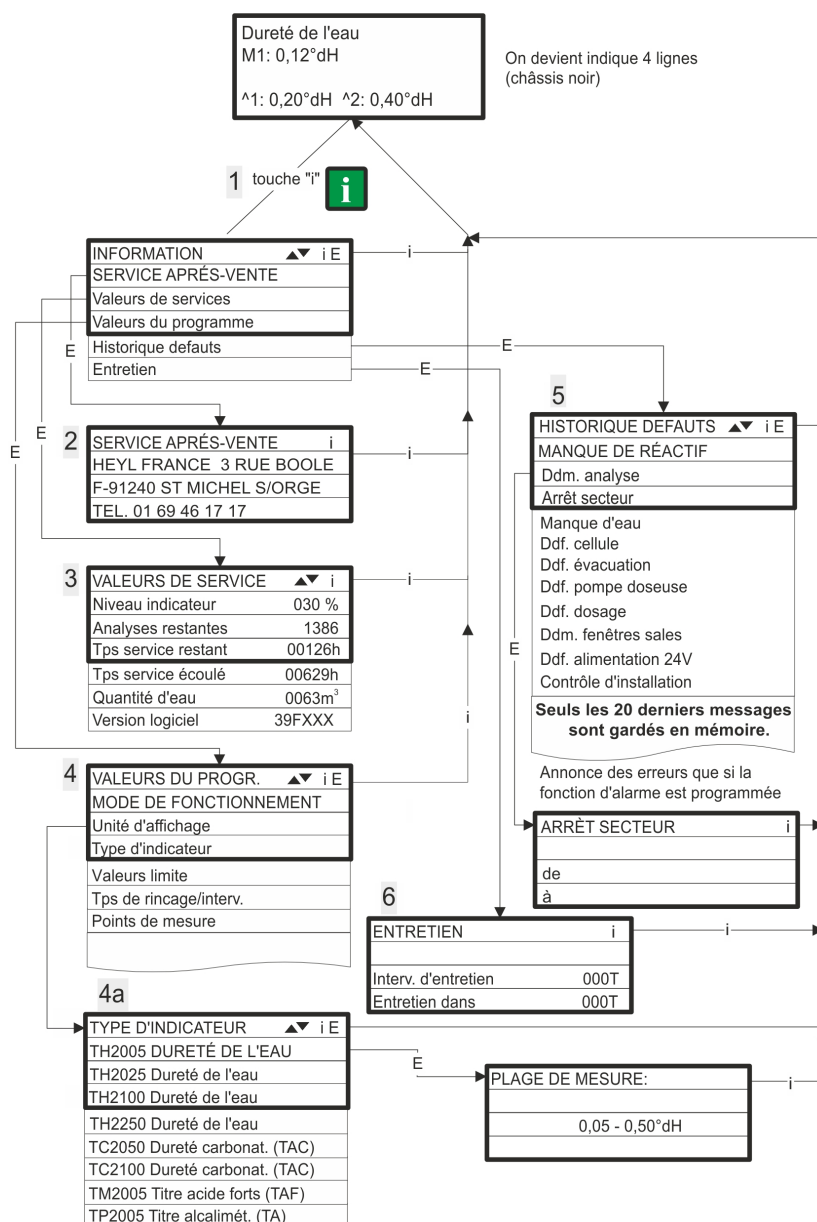 Dureté de l'eau
M1: 0,12°dH
^1: 0,20°dH ^2: 0,40°dH
On devient indique 4 lignes
(châssis noir)
1 touche "i" i
INFORMATION ▲▼ i E
SERVICE APRÉS-VENTE
Valeurs de services
Valeurs du programme
Historique defauts
Entretien
i
E
E
E
E
E
2
SERVICE APRÉS-VENTE i
HEYL FRANCE 3 RUE BOOLE
F-91240 ST MICHEL S/ORGE
TEL. 01 69 46 17 17
i
3
VALEURS DE SERVICE ▲▼ i
Niveau indicateur 030 %
Analyses restantes 1386
Tps service restant 00126h
Tps service écoulé 00629h
Quantité d'eau 0063m³
Version logiciel 39FXXX
i
i
4
VALEURS DU PROGR. ▲▼ i E
MODE DE FONCTIONNEMENT
Unité d'affichage
Type d'indicateur
Valeurs limite
Tps de rincage/interv.
Points de mesure
5
HISTORIQUE DEFAUTS ▲▼ i E
MANQUE DE RÉACTIF
Ddm. analyse
Arrêt secteur
Manque d'eau
Ddf. cellule
Ddf. évacuation
Ddf. pompe doseuse
Ddf. dosage
Ddm. fenêtres sales
Ddf. alimentation 24V
Contrôle d'installation
Seuls les 20 derniers messages
sont gardés en mémoire.
Annonce des erreurs que si la
fonction d'alarme est programmée
E
ARRÈT SECTEUR i
de
à
6
ENTRETIEN i
Interv. d'entretien 000T
Entretien dans 000T
i
4a
TYPE D'INDICATEUR ▲▼ i E
TH2005 DURETÉ DE L'EAU
TH2025 Dureté de l'eau
TH2100 Dureté de l'eau
TH2250 Dureté de l'eau
TC2050 Dureté carbonat. (TAC)
TC2100 Dureté carbonat. (TAC)
TM2005 Titre acide forts (TAF)
TP2005 Titre alcalimét. (TA)
E
PLAGE DE MESURE:
0,05 - 0,50°dH
i